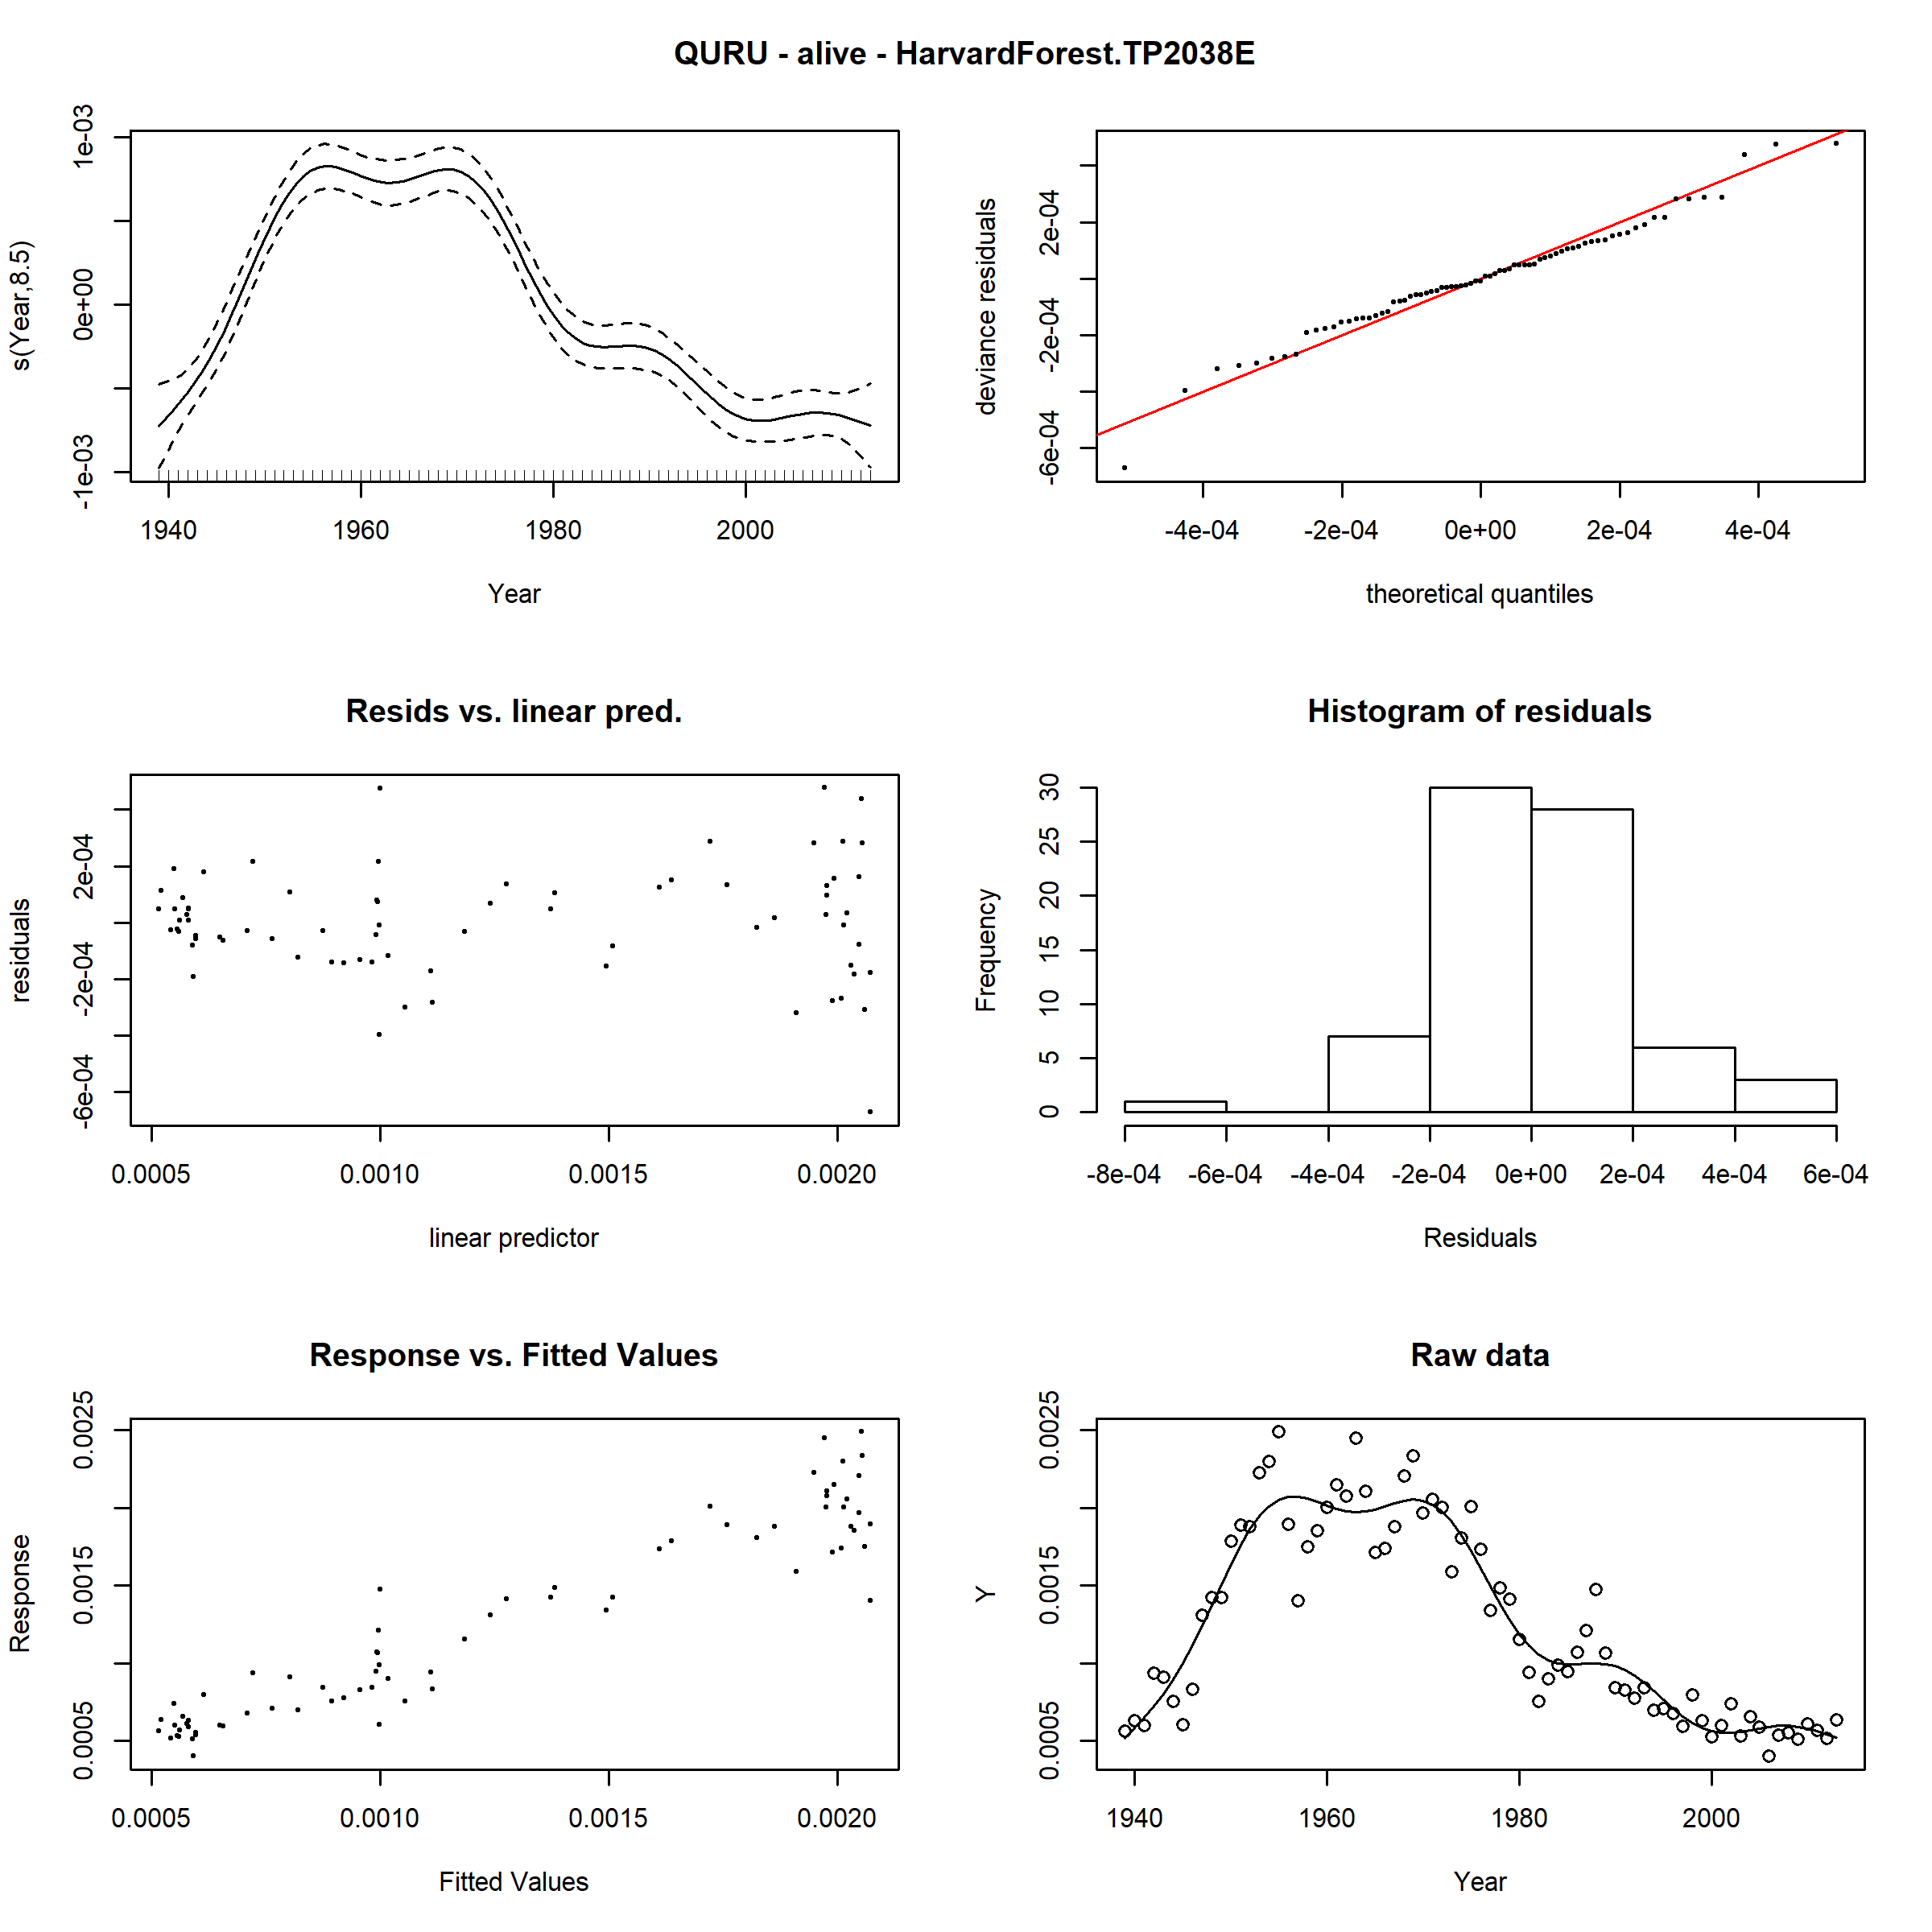 QURU - alive - HarvardForest.TP2038E
s(Year,8.5)
1e-03
0e+00
-1e-03
1940 1960 1980 2000
Year
deviance residuals
2e-04
-2e-04
-6e-04
-4e-04 -2e-04 0e+00 2e-04 4e-04
theoretical quantiles
Resids vs. linear pred.
residuals
2e-04
-2e-04
-6e-04
0.0005 0.0010 0.0015 0.0020
linear predictor
Histogram of residuals
Frequency
30
25
20
15
10
5
0
-8e-04 -6e-04 -4e-04 -2e-04 0e+00 2e-04 4e-04 6e-04
Residuals
Response vs. Fitted Values
Response
0.0025
0.0015
0.0005
0.0005 0.0010 0.0015 0.0020
Fitted Values
Raw data
Y
0.0025
0.0015
0.0005
1940 1960 1980 2000
Year